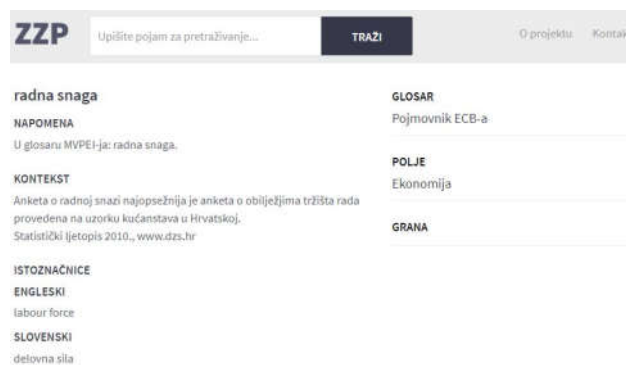 ZZP
Upišite pojam za pretraživanje...
TRAŽI
O projektu
radna snaga
NAPOMENA
U glosaru MVPEI-ja: radna snaga.
KONTEKST
Anketa o radnoj snazi najopsežnija je anketa o obilježjima tržišta rada
provedena na uzorku kućanstava u Hrvatskoj.
Statistički ljetopis 2010., www.dzs.hr
ISTOZNAČNICE
ENGLESKI
labour force
SLOVENSKI
delovna sila
GLOSAR
Pojmovnik ECB-a
POLJE
Ekonomija
GRANA